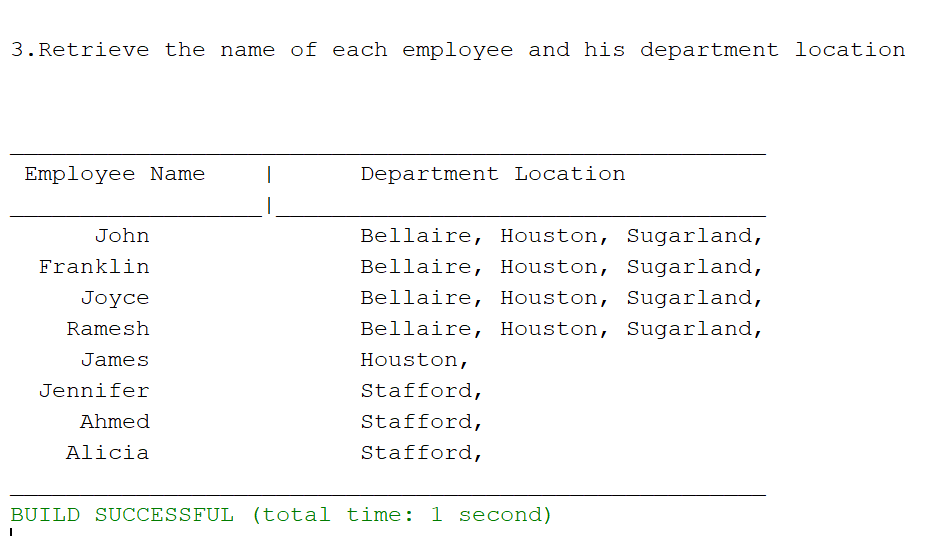 3.Retrieve the name of each employee and his department location
Employee Name | Department Location
|
John Bellaire, Houston, Sugarland,
Franklin Bellaire, Houston, Sugarland,
Joyce Bellaire, Houston, Sugarland,
Ramesh Bellaire, Houston, Sugarland,
James Houston,
Jennifer Stafford,
Ahmed Stafford,
Alicia Stafford,
BUILD SUCCESSFUL (total time: 1 second)